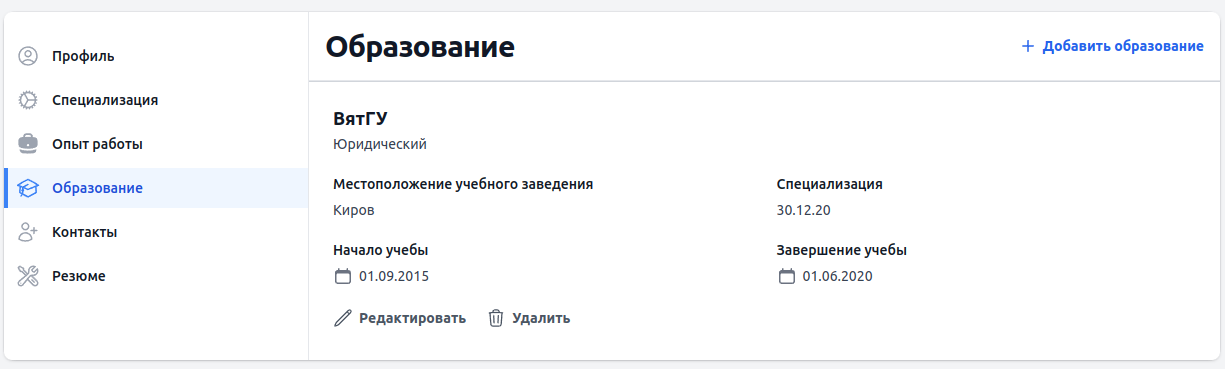 Профиль
Специализация
Опыт работы
Образование
Контакты
Резюме
Образование
Добавить образование
ВятГУ
Юридический
Местоположение учебного заведения
Киров
Специализация
30.12.20
Начало учебы
01.09.2015
Завершение учебы
01.06.2020
Редактировать
Удалить